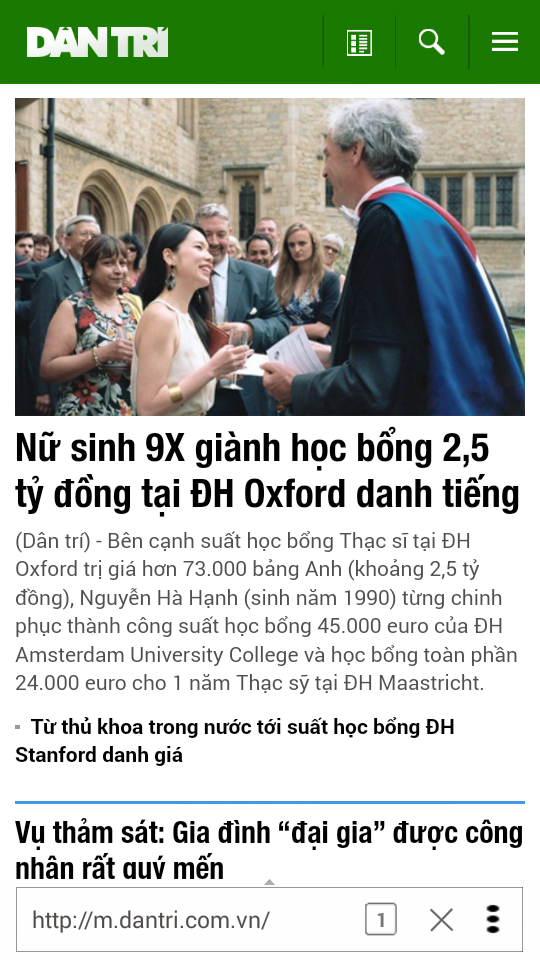 DÂN TRÍ
Nữ sinh 9X giành học bổng 2,5
tỷ đồng tại ĐH Oxford danh tiếng
(Dân trí) - Bên cạnh suất học bổng Thạc sĩ tại ĐH
Oxford trị giá hơn 73.000 bảng Anh (khoảng 2,5 tỷ
đồng), Nguyễn Hà Hạnh (sinh năm 1990) từng chinh
phục thành công suất học bổng 45.000 euro của ĐH
Amsterdam University College và học bổng toàn phần
24.000 euro cho 1 năm Thạc sỹ tại ĐH Maastricht.
Từ thủ khoa trong nước tới suất học bổng ĐH
Stanford danh giá
Vụ thảm sát: Gia đình “đại gia” được công
nhân rất quý mến
http://m.dantri.com.vn/
1